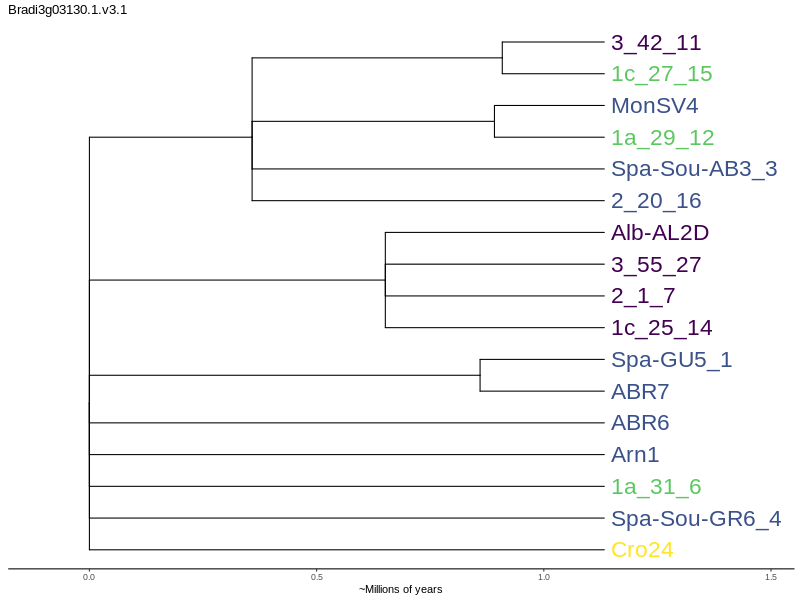 Bradi3g03130.1.v3.1
3_42_11
1c_27_15
MonSV4
1a_29_12
Spa-Sou-AB3_3
2_20_16
Alb-AL2D
3_55_27
2_1_7
1c_25_14
Spa-GU5_1
ABR7
ABR6
Arn1
1a_31_6
Spa-Sou-GR6_4
Cro24
0.0 0.5 1.0 1.5
~Millions of years